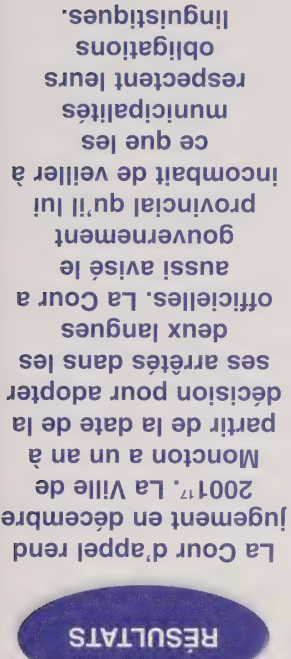 RÉSULTATS
La Cour d'appel rend
jugement en décembre
2001¹⁷. La Ville de
Moncton a un an à
partir de la date de la
décision pour adopter
ses arrêtés dans les
deux langues
officielles. La Cour a
aussi avisé le
gouvernement
provincial qu'il lui
incombait de veiller à
ce que les
municipalités
respectent leurs
obligations
linguistiques.